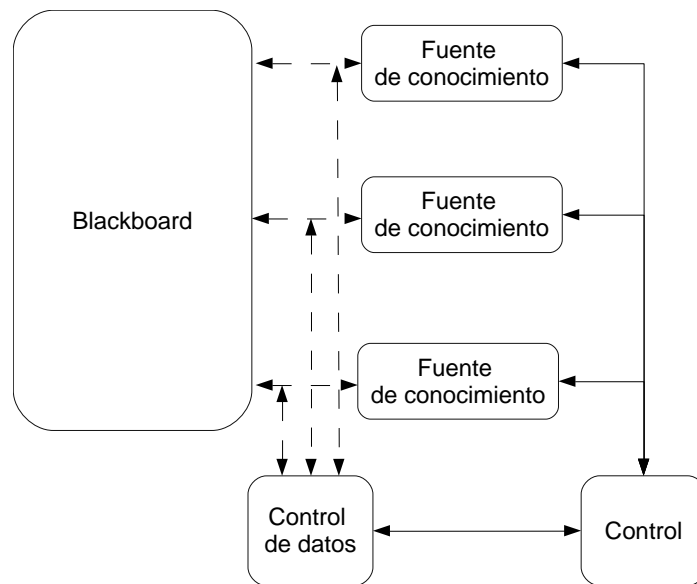 Fuente
de conocimiento
Blackboard
Fuente
de conocimiento
Fuente
de conocimiento
Control
de datos
Control